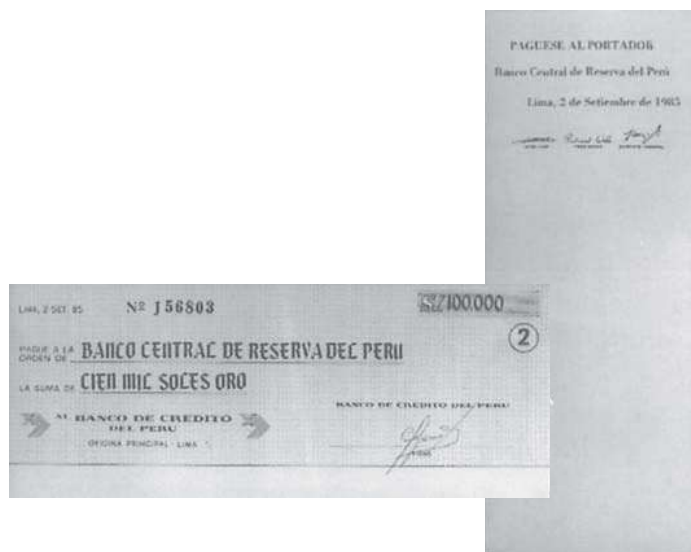 PAGUESE AL PORTADOR
Banco Central de Reserva del Perú
Lima, 2 de Setiembre de 1985
LIMA, 2 SET. 85 Nº J 56803 S/.100.000
2
PAGUE A LA ORDEN DE BANCO CENTRAL DE RESERVA DEL PERU
LA SUMA DE CIEN MIL SOLES ORO
AL BANCO DE CREDITO DEL PERU
OFICINA PRINCIPAL - LIMA
BANCO DE CREDITO DEL PERU